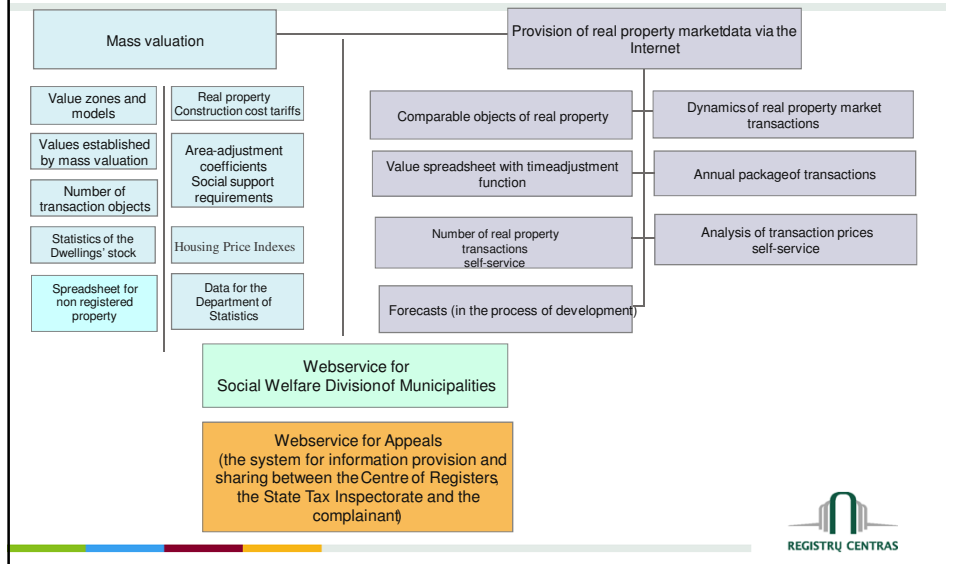 Mass valuation
Provision of real property marketdata via the
Internet
Value zones and
models
Real property
Construction cost tariffs
Values established
by mass valuation
Area-adjustment
coefficients
Social support
requirements
Number of
transaction objects
Statistics of the
Dwellings' stock
Housing Price Indexes
Spreadsheet for
non registered
property
Data for the
Department of
Statistics
Comparable objects of real property
Dynamics of real property market
transactions
Value spreadsheet with timeadjustment
function
Annual packageof transactions
Number of real property
transactions
self-service
Analysis of transaction prices
self-service
Forecasts (in the process of development)
Webservice for
Social Welfare Divisionof Municipalities
Webservice for Appeals
(the system for information provision and
sharing between the Centre of Registers,
the State Tax Inspectorate and the
complainant)
REGISTRŲ CENTRAS